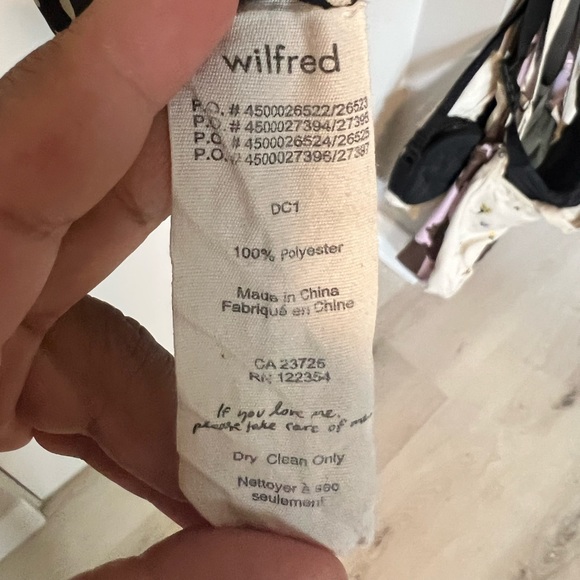 wilfred
P.O. # 4500026522/26523
P.O. # 4500027394/27395
P.O. # 4500026524/26525
P.O. # 4500027396/27397
DC1
100% Polyester
Made in China
Fabriqué en Chine
CA 23725
RN 122354
If you love me,
please take care of me
Dry Clean Only
Nettoyer à sec
seulement